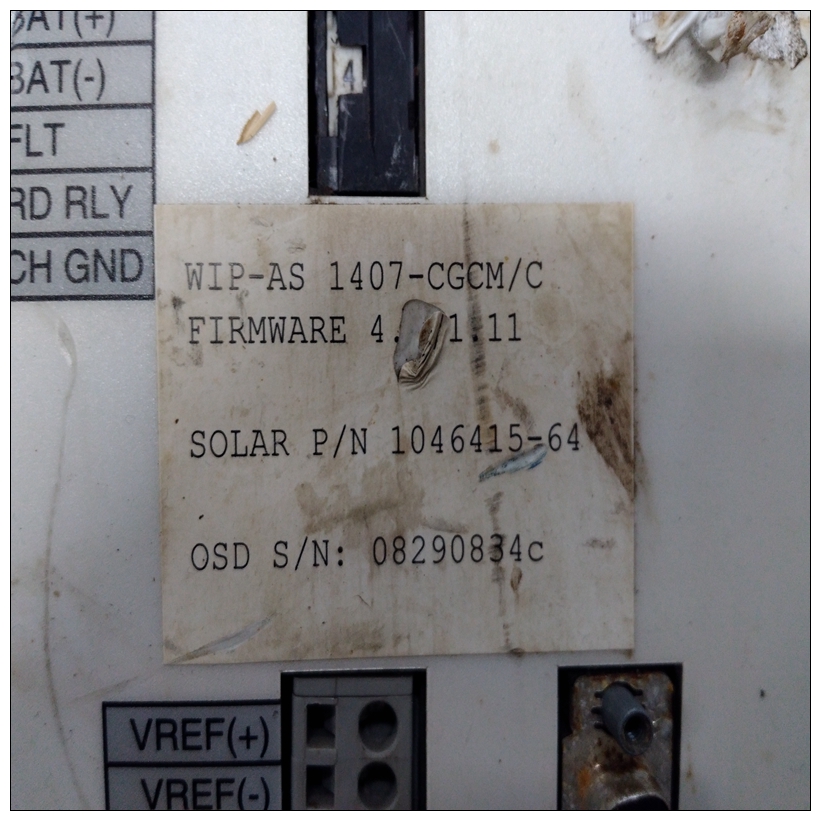 BAT(+)
BAT(-)
FLT
RD RLY
CH GND
4
WIP-AS 1407-CGCM/C
FIRMWARE
SOLAR P/N 1046415-64
OSD S/N: 08290834c
VREF(+)
VREF(-)